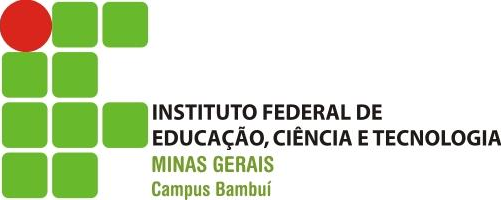 INSTITUTO FEDERAL DE
EDUCAÇÃO, CIÊNCIA E TECNOLOGIA
MINAS GERAIS
Campus Bambuí